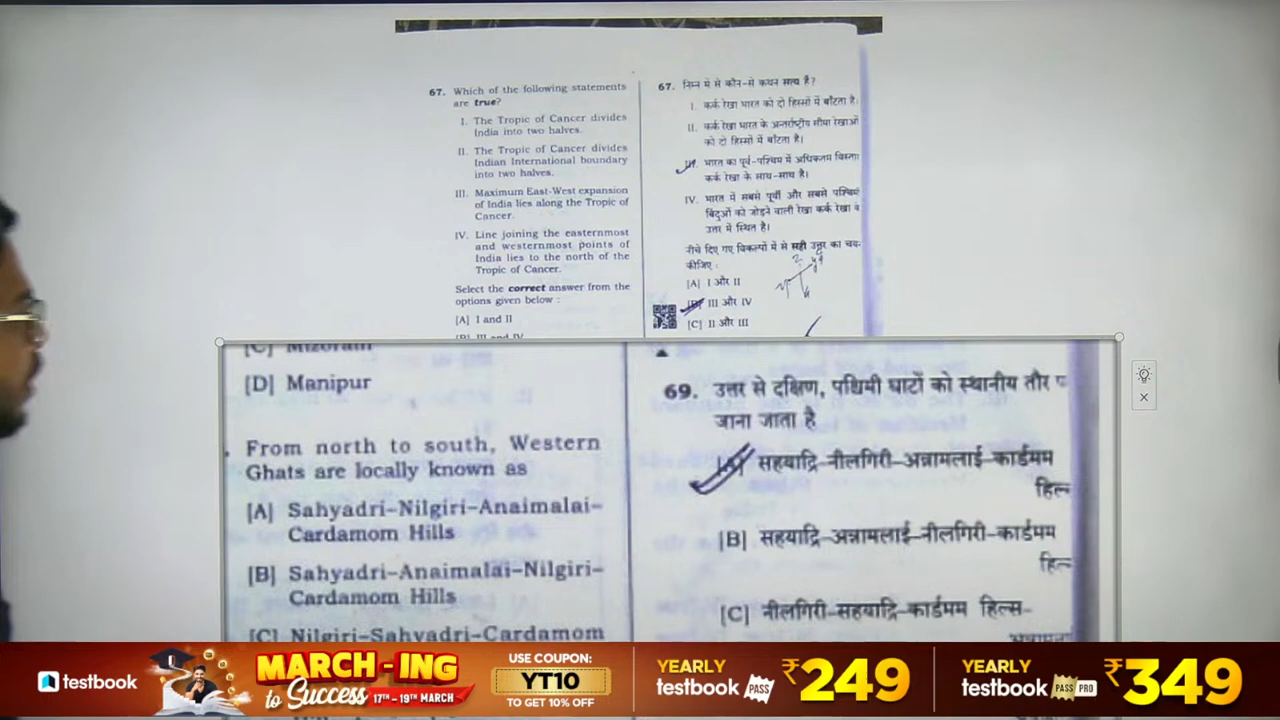 67. Which of the following statements
are true?
I. The Tropic of Cancer divides
India into two halves.
II. The Tropic of Cancer divides
Indian International boundary
into two halves.
III. Maximum East-West expansion
of India lies along the Tropic of
Cancer.
IV. Line joining the easternmost
and westernmost points of
India lies to the north of the
Tropic of Cancer.
Select the correct answer from the
options given below :
[A] I and II
[B] III and IV
67. निम्न में से कौन-से कथन सत्य हैं?
I. कर्क रेखा भारत को दो हिस्सों में बाँटता है।
II. कर्क रेखा भारत के अन्तर्राष्ट्रीय सीमा रेखाओं
को दो हिस्सों में बाँटता है।
III. भारत का पूर्व-पश्चिम में अधिकतम
कर्क रेखा के साथ-साथ है।
IV. भारत में सबसे पूर्वी और सबसे
बिंदुओं को जोड़ने वाली रेखा कर्क रेखा
उत्तर में स्थित है।
नीचे दिए गए विकल्पों में से सही उत्तर का
कीजिए :
[A] I और II
[B] III और IV
[C] II और III
[C] Mizoram
[D] Manipur
From north to south, Western
Ghats are locally known as
[A] Sahyadri–Nilgiri–Anaimalai–
Cardamom Hills
[B] Sahyadri–Anaimalai–Nilgiri–
Cardamom Hills
[C] Nilgiri–Sahyadri–Cardamom
69. उत्तर से दक्षिण, पश्चिमी घाटों को स्थानीय तौर
जाना जाता है
[A] सहयाद्रि–नीलगिरी–अन्नामलाई–कार्डमम
हिल्स
[B] सहयाद्रि–अन्नामलाई–नीलगिरी–कार्डमम
[C] नीलगिरी–सहयाद्रि–कार्डमम हिल्स–
testbook
MARCH - ING
to Success 17TH - 19TH MARCH
USE COUPON:
YT10
TO GET 10% OFF
YEARLY
testbook PASS
₹249
YEARLY
testbook PASS PRO
₹349